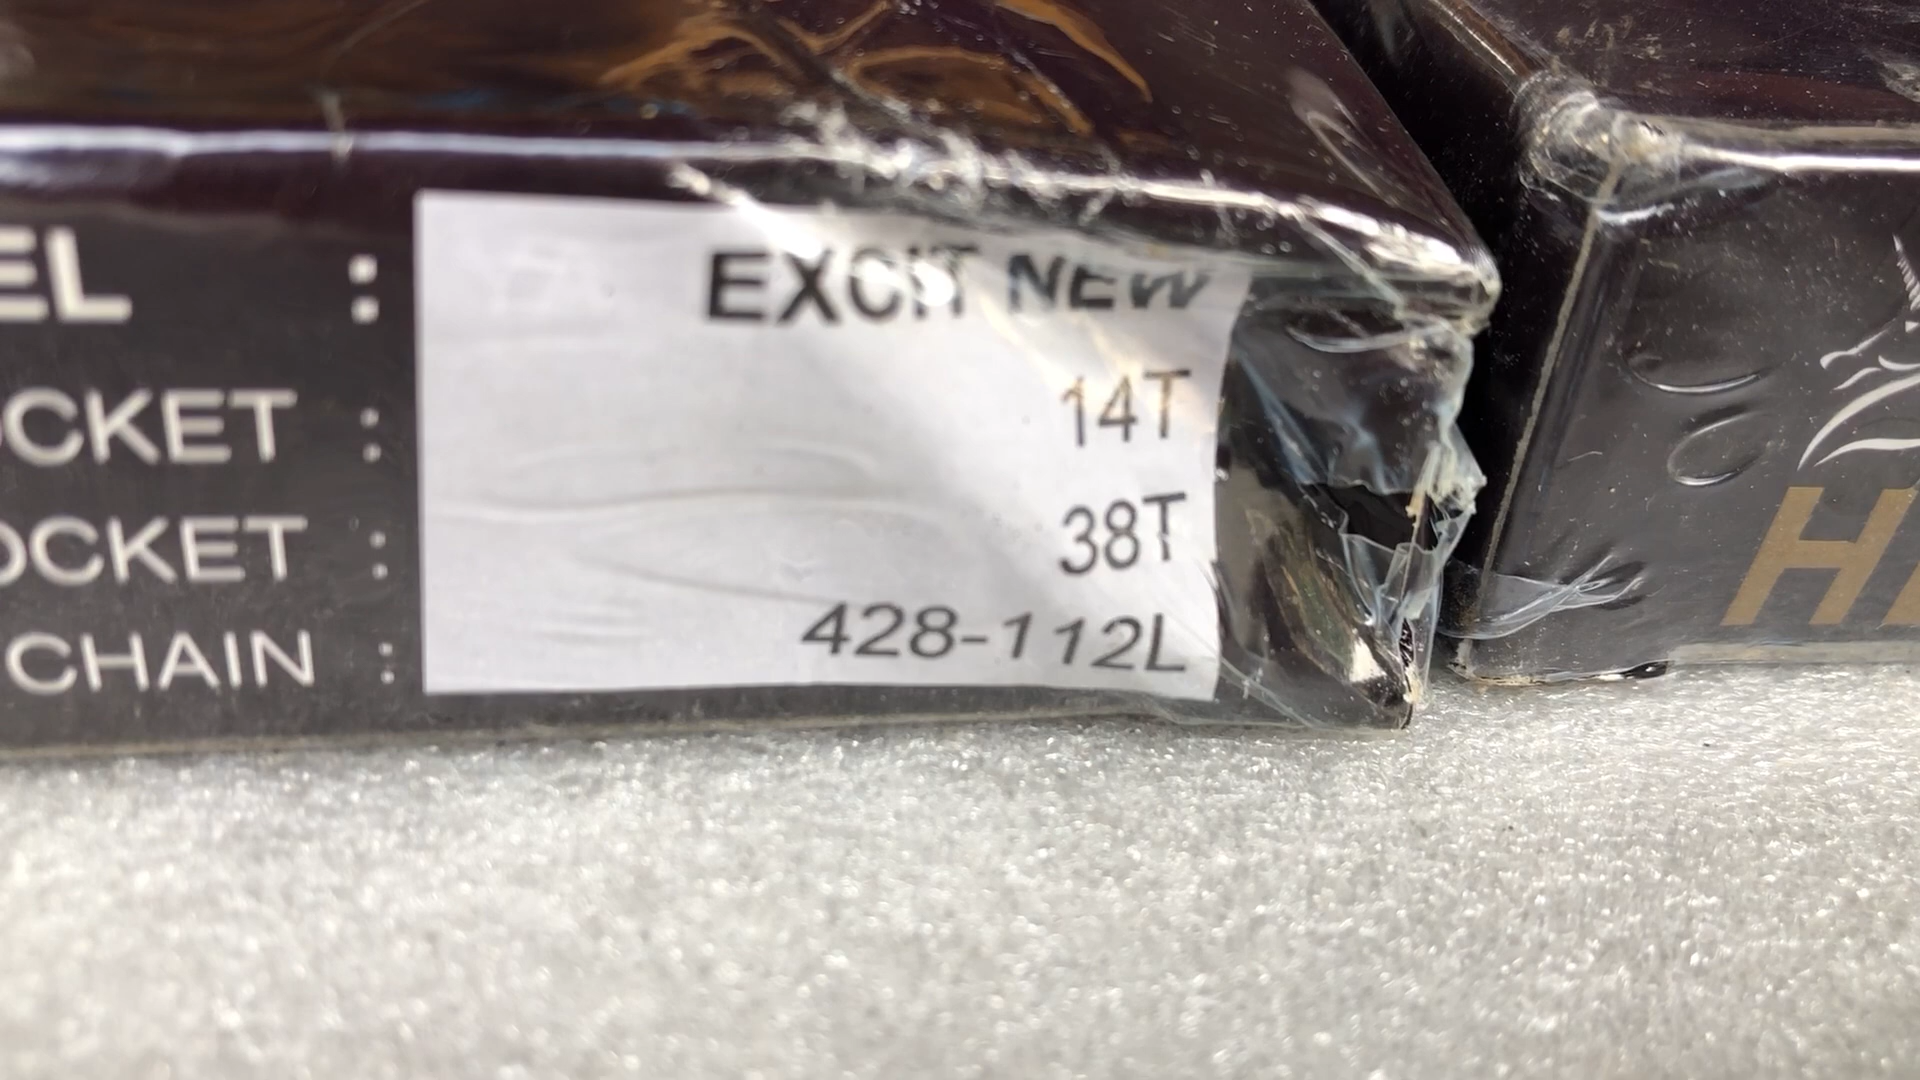 EL : EXCIT NEW
OCKET : 14T
OCKET : 38T
CHAIN : 428-112L
H